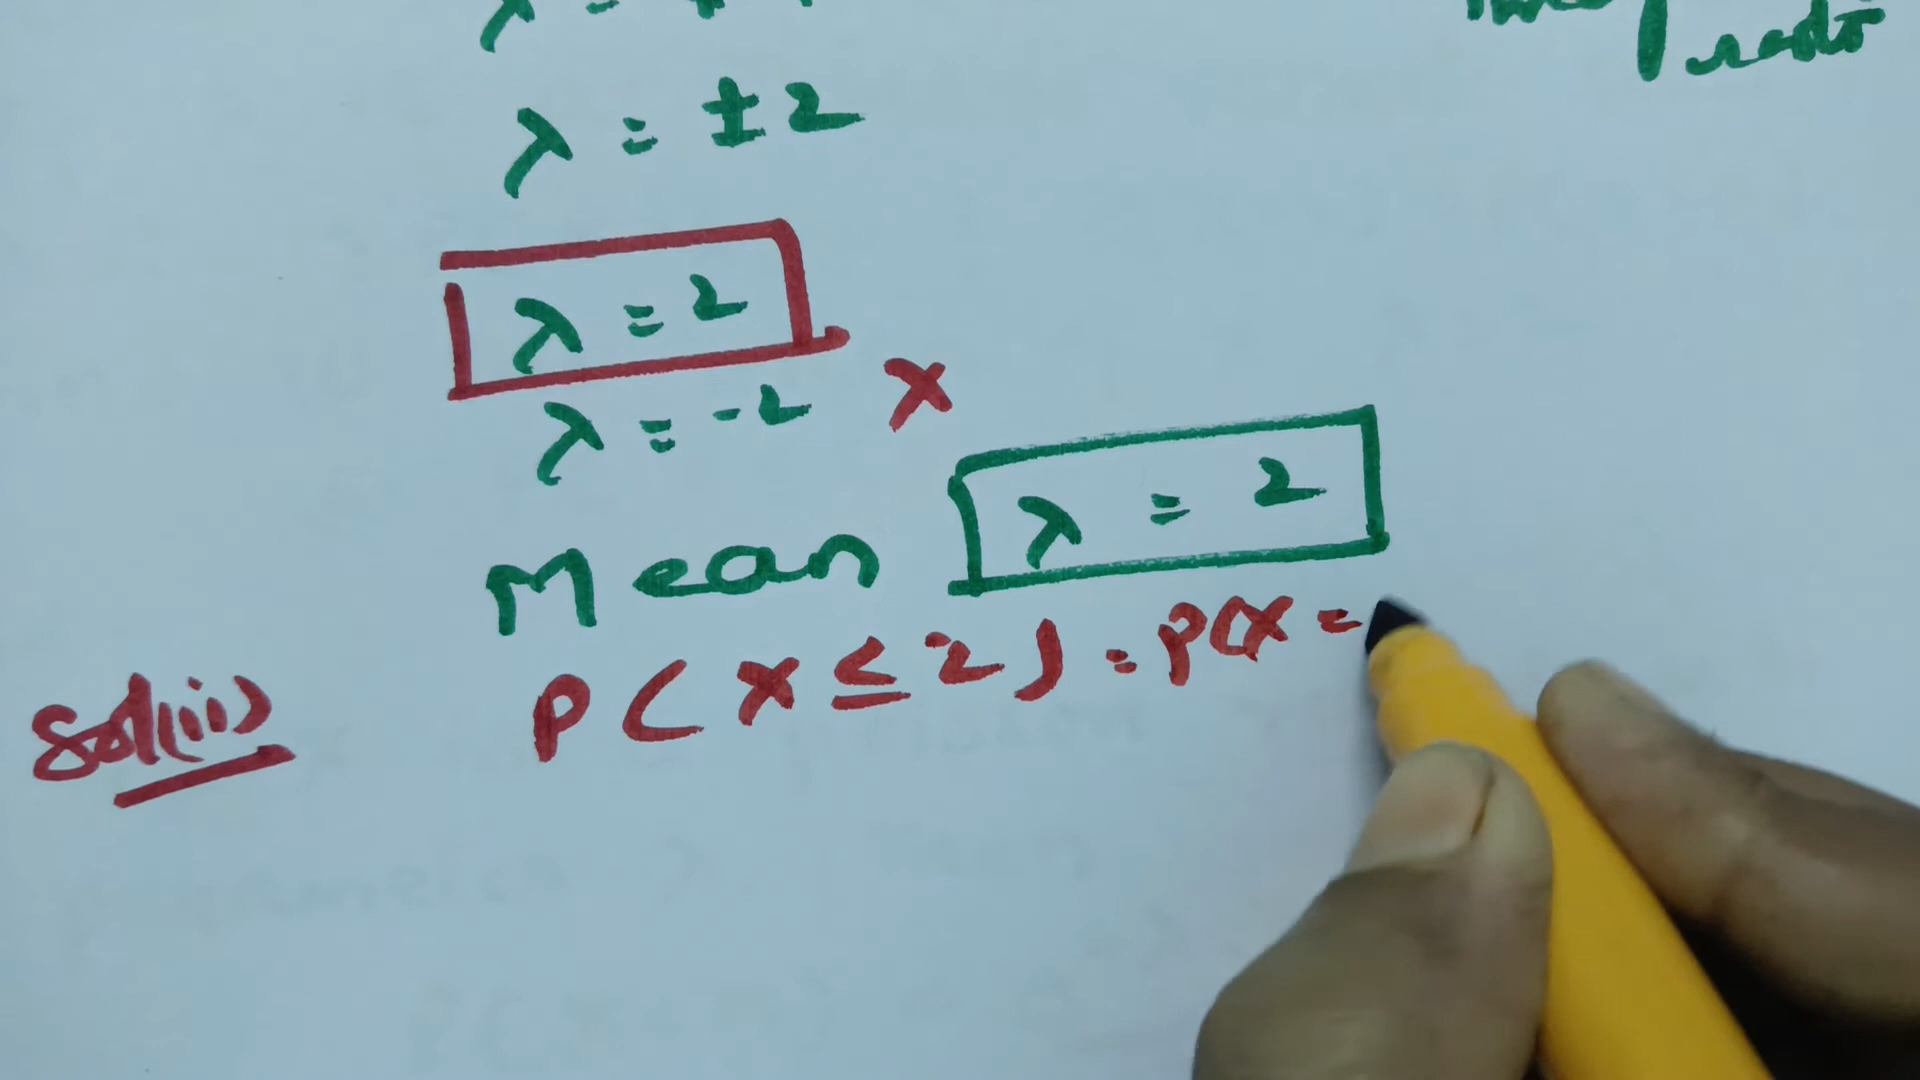 λ = ±2
λ = 2
λ = -2 x
Mean λ = 2
Sol(ii) P(x ≤ 2) = P(x =